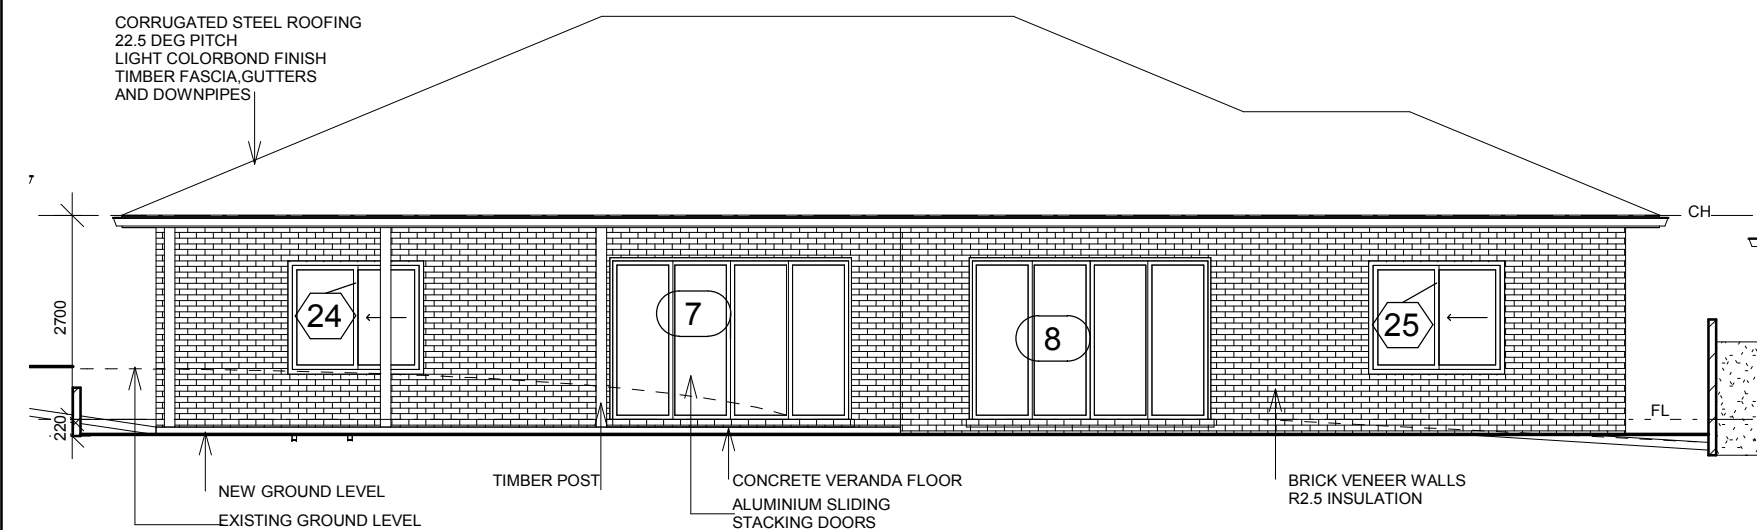 CORRUGATED STEEL ROOFING
22.5 DEG PITCH
LIGHT COLORBOND FINISH
TIMBER FASCIA,GUTTERS
AND DOWNPIPES
CH
2700
24
7
8
25
220
FL
NEW GROUND LEVEL
EXISTING GROUND LEVEL
TIMBER POST
CONCRETE VERANDA FLOOR
ALUMINIUM SLIDING
STACKING DOORS
BRICK VENEER WALLS
R2.5 INSULATION